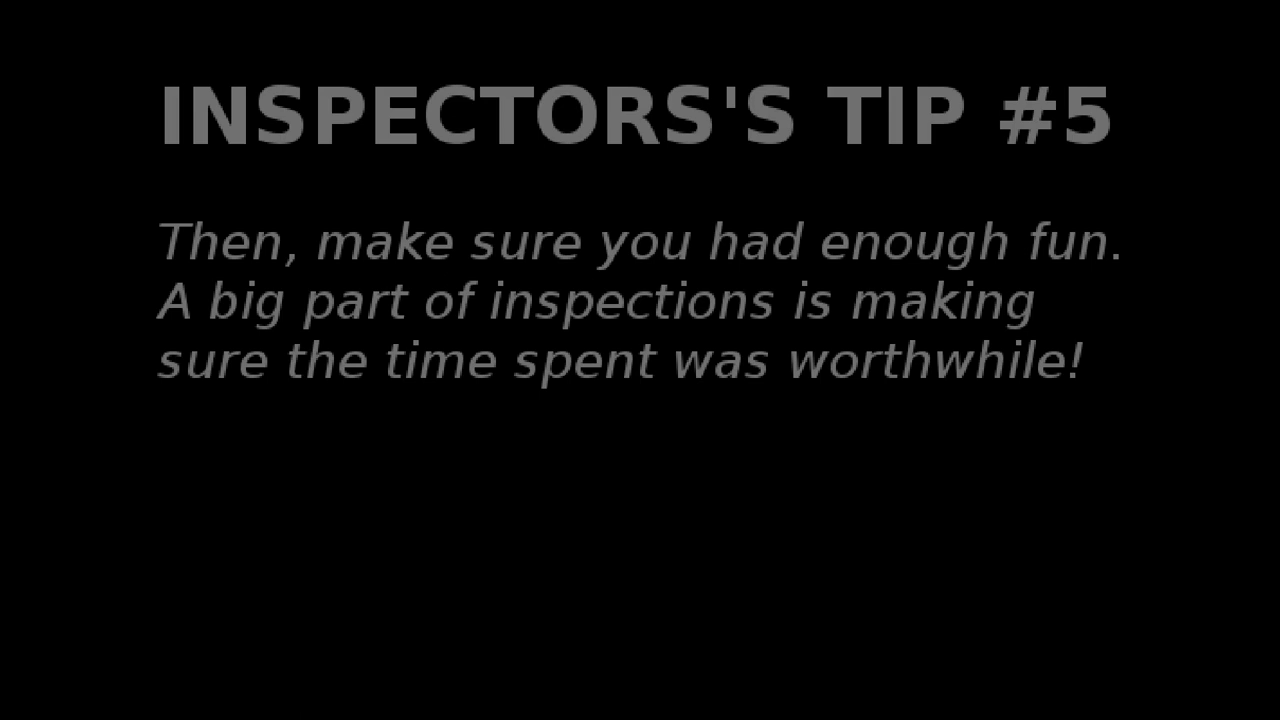 INSPECTORS'S TIP #5
Then, make sure you had enough fun.
A big part of inspections is making
sure the time spent was worthwhile!